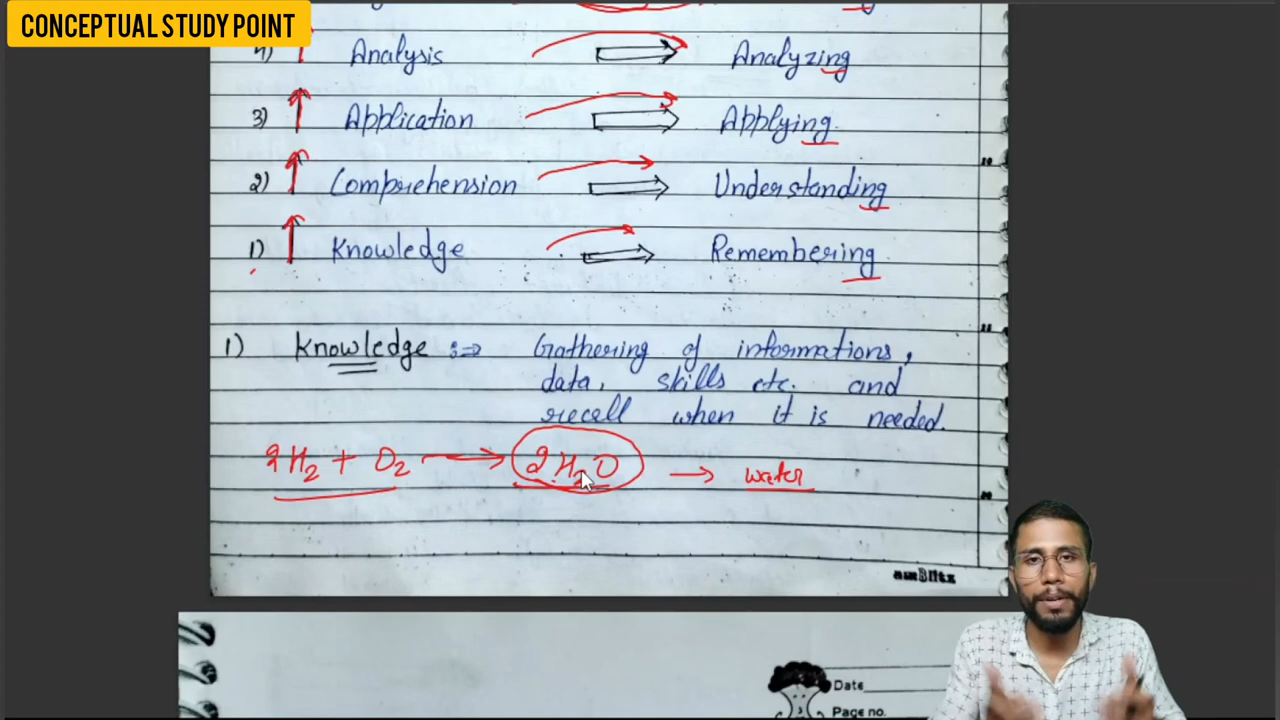 CONCEPTUAL STUDY POINT
4) Analysis ⇒ Analyzing
3) Application ⇒ Applying
2) Comprehension ⇒ Understanding
1) Knowledge ⇒ Remembering
1) Knowledge :⇒ Gathering of informations,
data, skills etc. and
recall when it is needed.
2H₂ + O₂ → 2H₂O → water
Date
Page no.